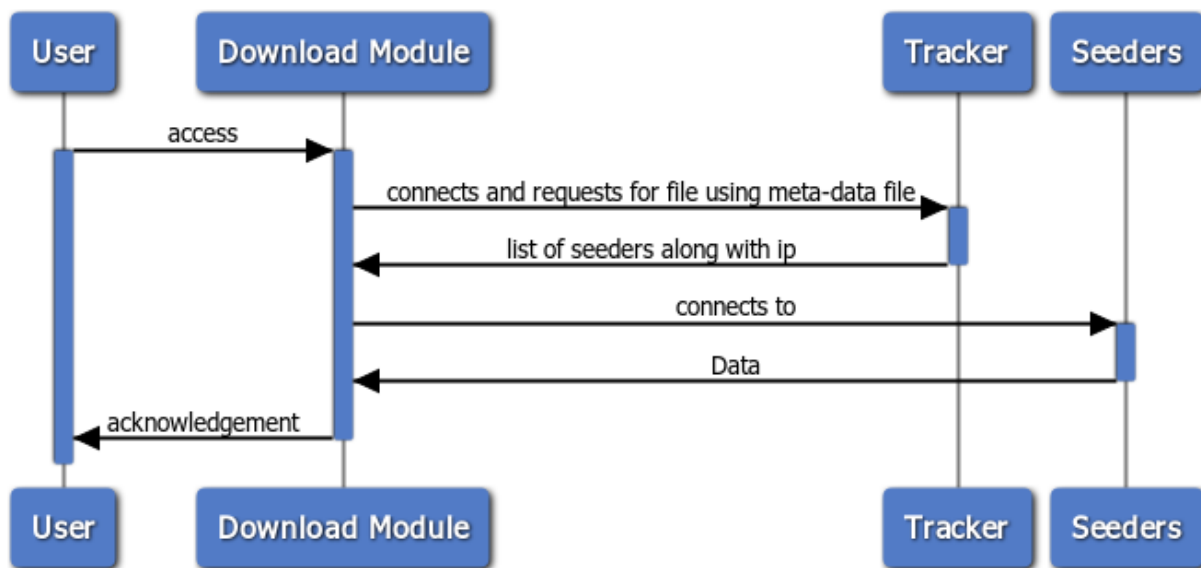 User
Download Module
Tracker
Seeders
access
connects and requests for file using meta-data file
list of seeders along with ip
connects to
Data
acknowledgement
User
Download Module
Tracker
Seeders